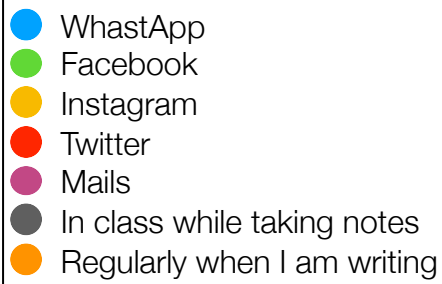 WhastApp
Facebook
Instagram
Twitter
Mails
In class while taking notes
Regularly when I am writing